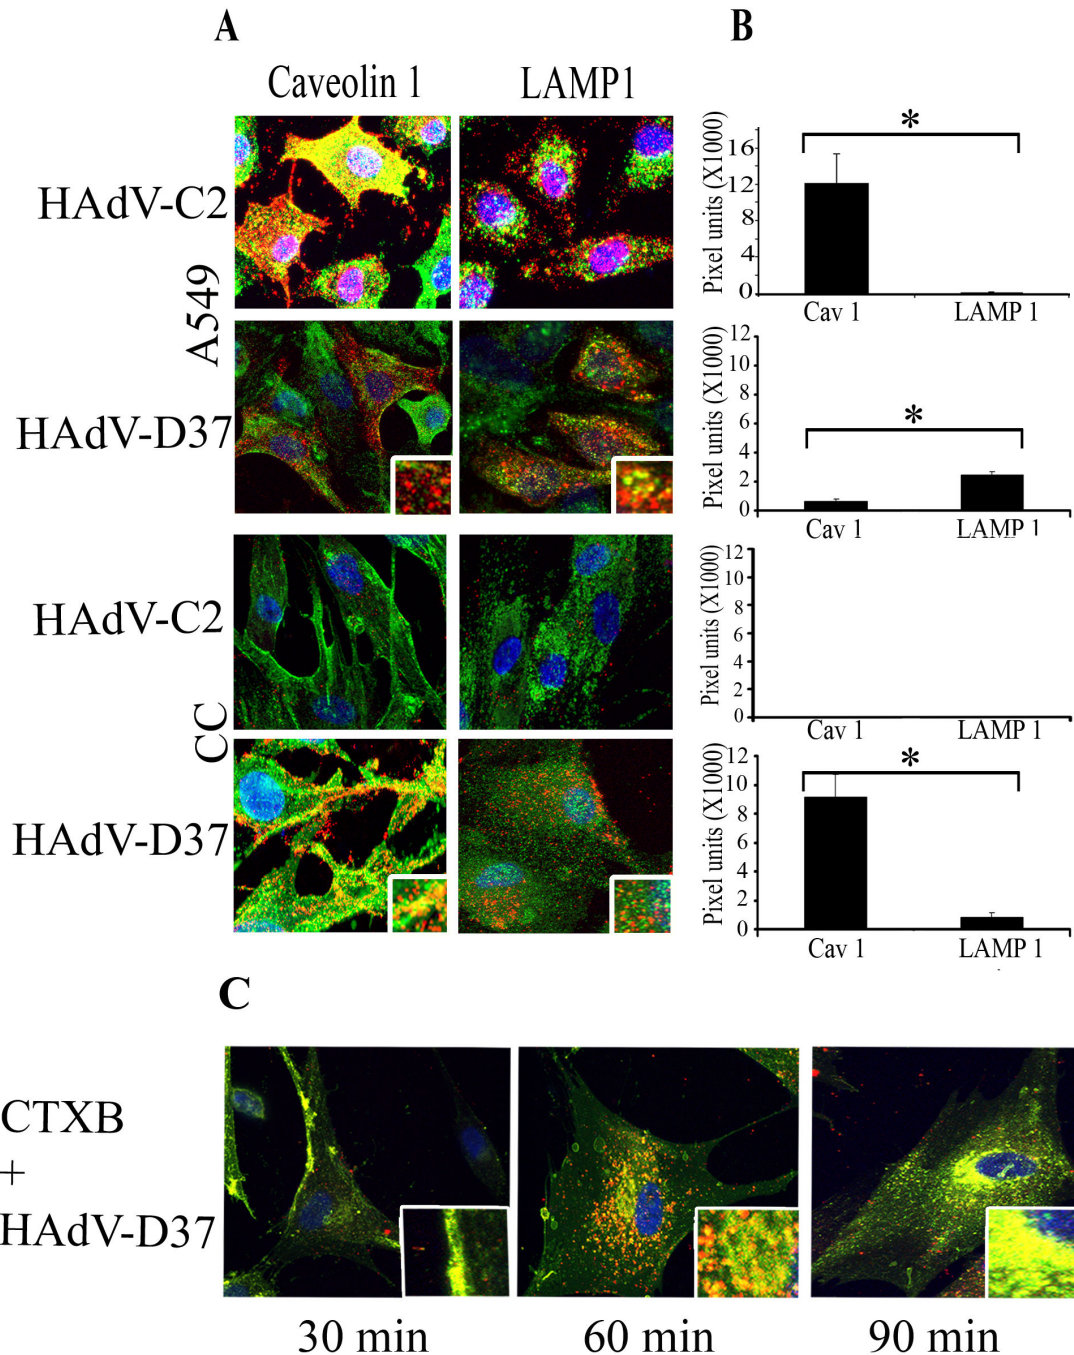 A
B
Caveolin 1
LAMP1
HAdV-C2
A549
HAdV-D37
HAdV-C2
CC
HAdV-D37
Pixel units (X1000)
16
12
8
4
0
*
Cav 1
LAMP 1
Pixel units (X1000)
12
10
8
6
4
2
0
*
Cav 1
LAMP 1
Pixel units (X1000)
12
10
8
6
4
2
0
Cav 1
LAMP 1
Pixel units (X1000)
12
10
8
6
4
2
0
*
Cav 1
LAMP 1
C
CTXB
+
HAdV-D37
30 min
60 min
90 min